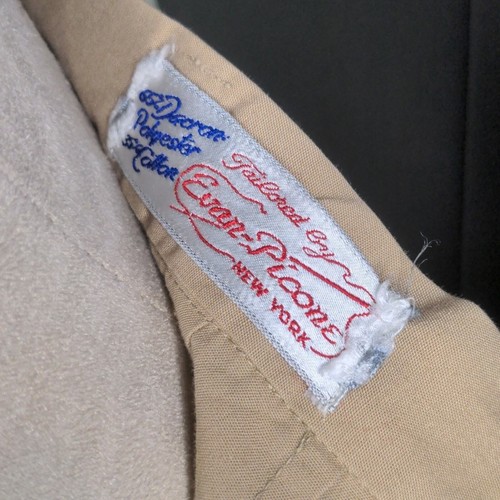 65% Dacron
Polyester
35% Cotton
Tailored by
Evan-Picone
NEW YORK